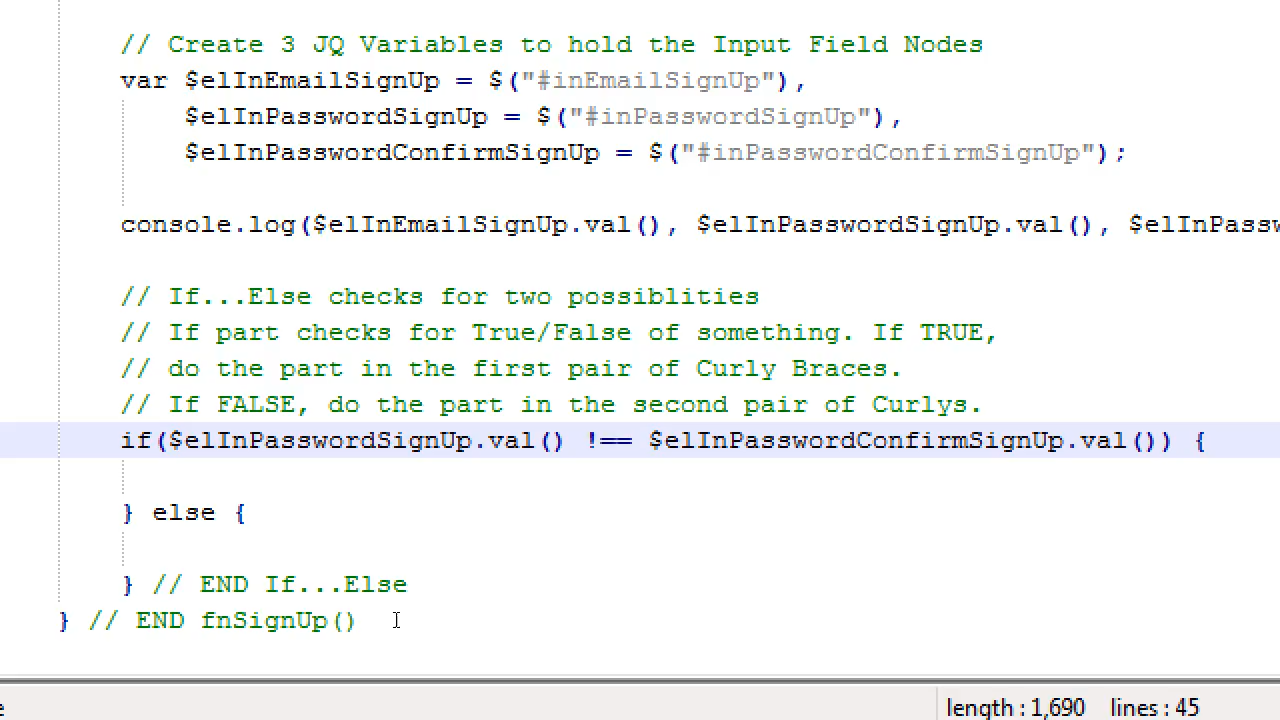 // Create 3 JQ Variables to hold the Input Field Nodes
var $elInEmailSignUp = $("#inEmailSignUp"),
$elInPasswordSignUp = $("#inPasswordSignUp"),
$elInPasswordConfirmSignUp = $("#inPasswordConfirmSignUp");
console.log($elInEmailSignUp.val(), $elInPasswordSignUp.val(), $elInPassw
// If...Else checks for two possiblities
// If part checks for True/False of something. If TRUE,
// do the part in the first pair of Curly Braces.
// If FALSE, do the part in the second pair of Curlys.
if($elInPasswordSignUp.val() !== $elInPasswordConfirmSignUp.val()) {
} else {
} // END If...Else
} // END fnSignUp()
e length : 1,690 lines : 45